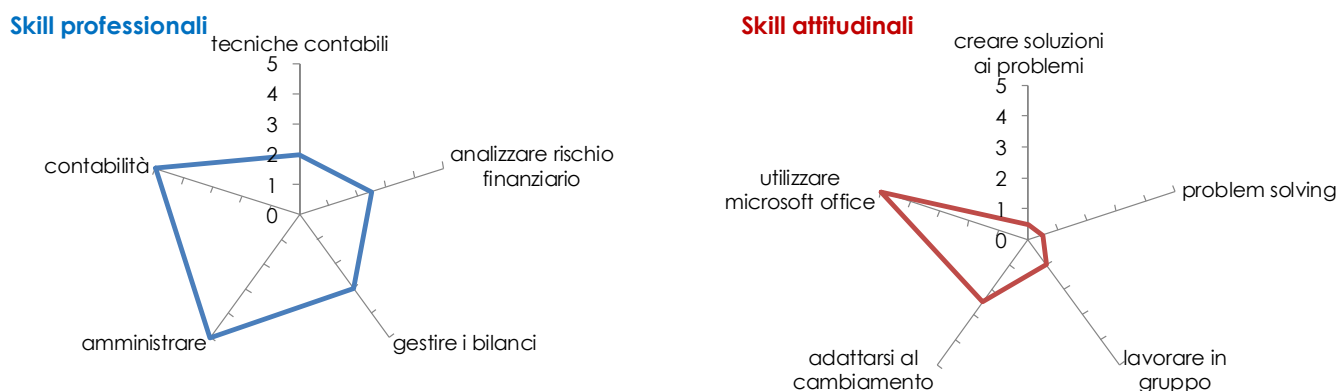 Skill professionali
tecniche contabili
5
4
3
2
1
0
analizzare rischio
finanziario
gestire i bilanci
amministrare
contabilità
Skill attitudinali
creare soluzioni
ai problemi
5
4
3
2
1
0
problem solving
lavorare in
gruppo
adattarsi al
cambiamento
utilizzare
microsoft office